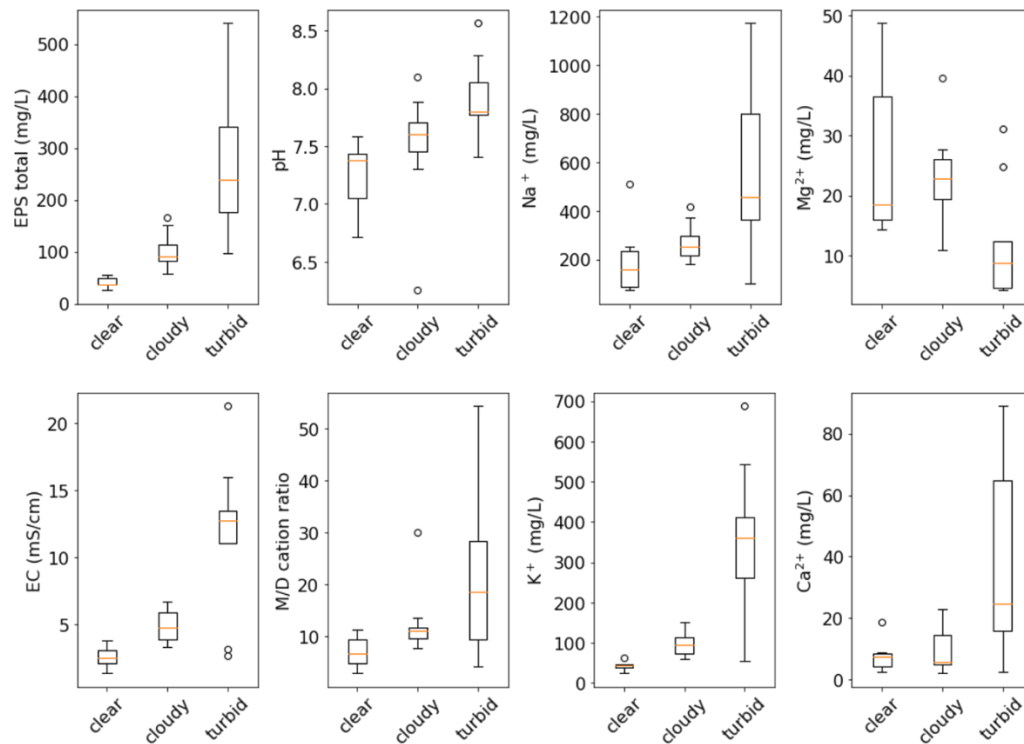 EPS total (mg/L)
500
400
300
200
100
0
clear
cloudy
turbid
pH
8.5
8.0
7.5
7.0
6.5
clear
cloudy
turbid
Na+ (mg/L)
1200
1000
800
600
400
200
clear
cloudy
turbid
Mg2+ (mg/L)
50
40
30
20
10
clear
cloudy
turbid
EC (mS/cm)
20
15
10
5
clear
cloudy
turbid
M/D cation ratio
50
40
30
20
10
clear
cloudy
turbid
K+ (mg/L)
700
600
500
400
300
200
100
0
clear
cloudy
turbid
Ca2+ (mg/L)
80
60
40
20
0
clear
cloudy
turbid